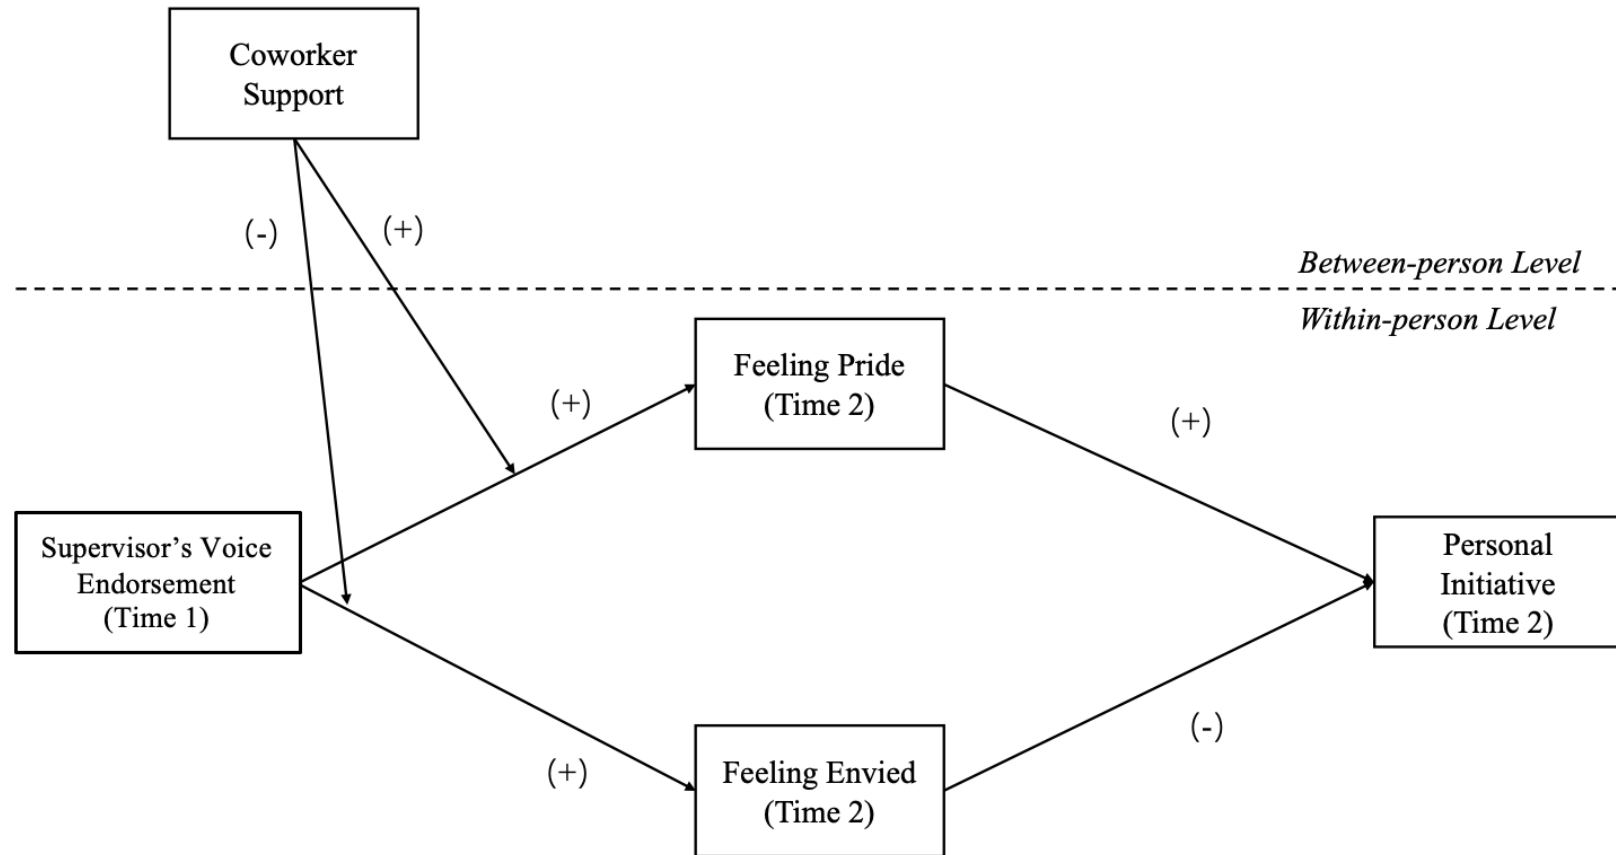 Coworker
Support
(-)
(+)
Between-person Level
Within-person Level
Feeling Pride
(Time 2)
(+)
(+)
Supervisor’s Voice
Endorsement
(Time 1)
Personal
Initiative
(Time 2)
(+)
(-)
Feeling Envied
(Time 2)